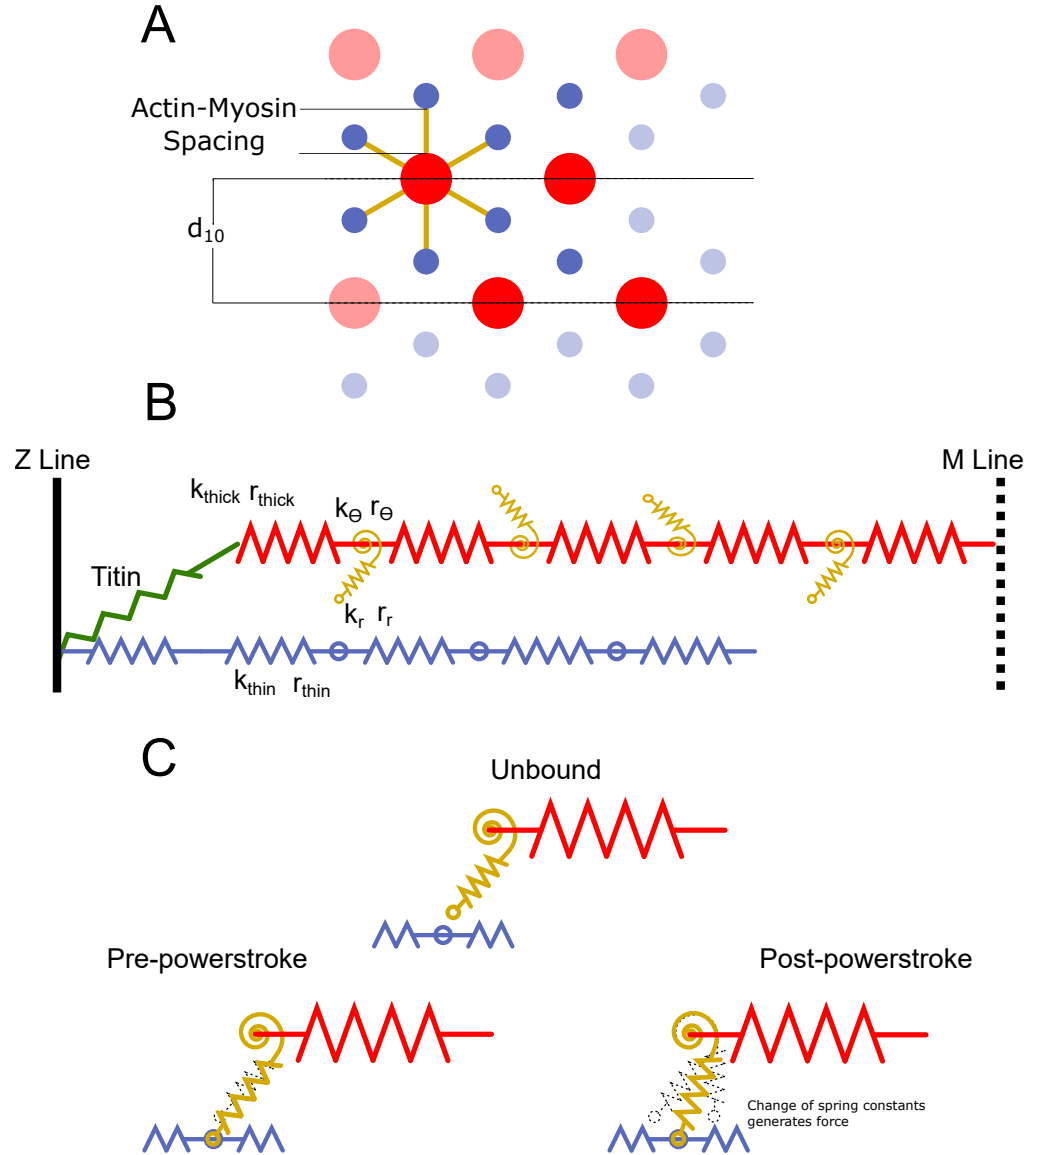 A
Actin-Myosin
Spacing
d10
B
Z Line
M Line
kthick rthick
kΘ rΘ
Titin
kr rr
kthin rthin
C
Unbound
Pre-powerstroke
Post-powerstroke
Change of spring constants
generates force